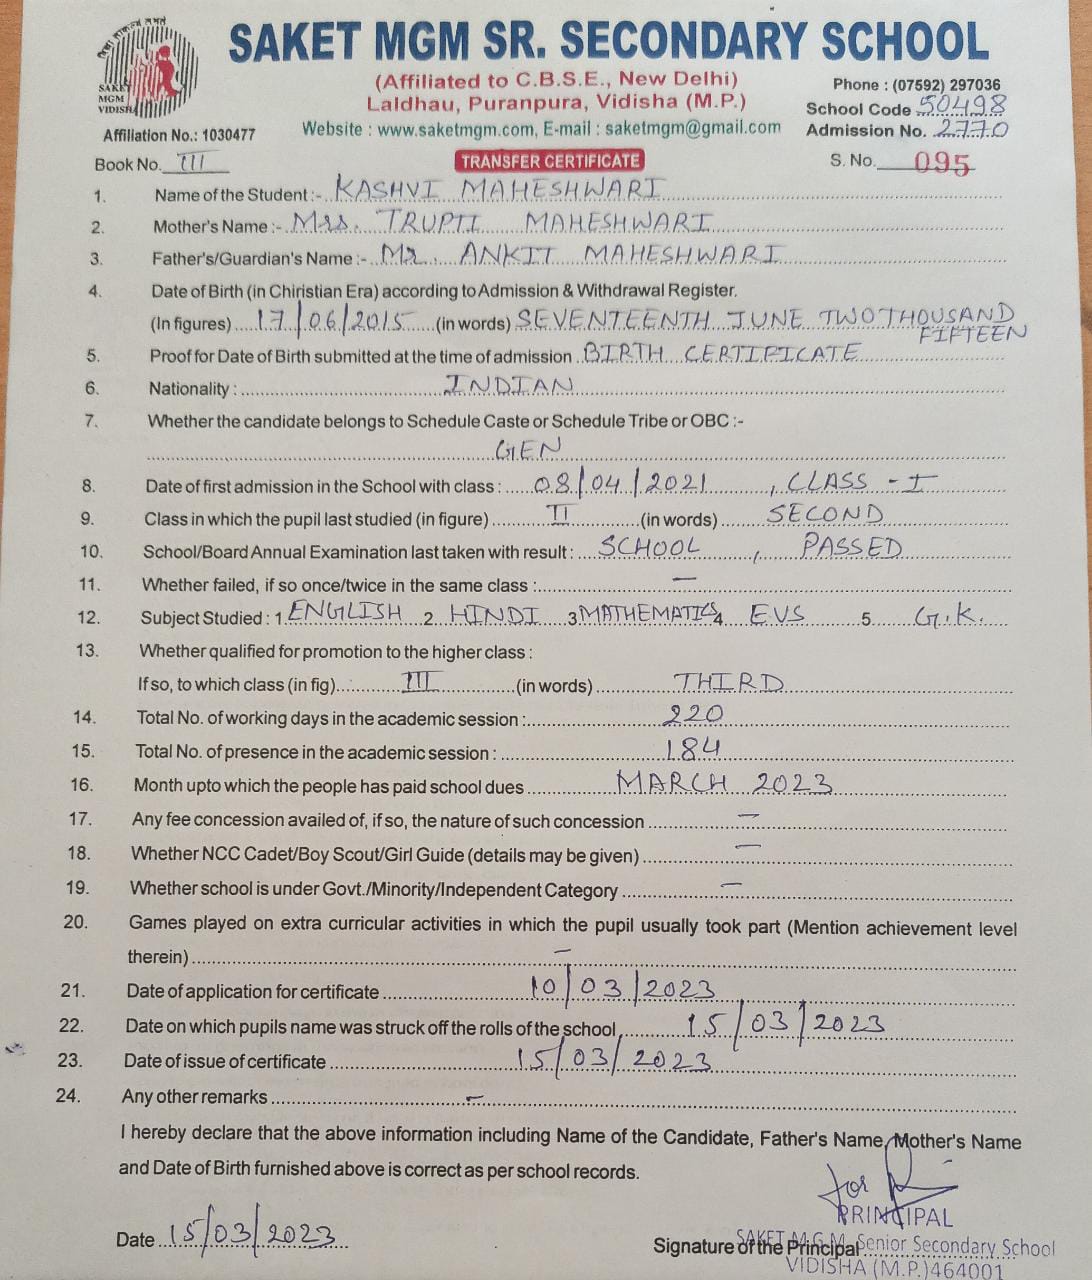 SAKET MGM SR. SECONDARY SCHOOL
SAKET
MGM
VIDISHA
(Affiliated to C.B.S.E., New Delhi)
Laldhau, Puranpura, Vidisha (M.P.)
Phone : (07592) 297036
School Code 50498
Affiliation No.: 1030477
Website : www.saketmgm.com, E-mail : saketmgm@gmail.com
Admission No. 2770
Book No. III
TRANSFER CERTIFICATE
S. No. 095
1. Name of the Student :- KASHVI MAHESHWARI
2. Mother's Name :- Mrs. TRUPTI MAHESHWARI
3. Father's/Guardian's Name :- Mr. ANKIT MAHESHWARI
4. Date of Birth (in Chiristian Era) according to Admission & Withdrawal Register.
(In figures) 17/06/2015 (in words) SEVENTEENTH JUNE TWO THOUSAND
FIFTEEN
5. Proof for Date of Birth submitted at the time of admission BIRTH CERTIFICATE
6. Nationality : INDIAN
7. Whether the candidate belongs to Schedule Caste or Schedule Tribe or OBC :-
GEN
8. Date of first admission in the School with class : 08/04/2021, CLASS - I
9. Class in which the pupil last studied (in figure) II (in words) SECOND
10. School/Board Annual Examination last taken with result : SCHOOL, PASSED
11. Whether failed, if so once/twice in the same class : —
12. Subject Studied : 1 ENGLISH 2 HINDI 3 MATHEMATICS 4 EVS 5 G.K.
13. Whether qualified for promotion to the higher class :
If so, to which class (in fig) III (in words) THIRD
14. Total No. of working days in the academic session : 220
15. Total No. of presence in the academic session : 184
16. Month upto which the people has paid school dues MARCH 2023
17. Any fee concession availed of, if so, the nature of such concession —
18. Whether NCC Cadet/Boy Scout/Girl Guide (details may be given) —
19. Whether school is under Govt./Minority/Independent Category —
20. Games played on extra curricular activities in which the pupil usually took part (Mention achievement level
therein) —
21. Date of application for certificate 10/03/2023
22. Date on which pupils name was struck off the rolls of the school 15/03/2023
23. Date of issue of certificate 15/03/2023
24. Any other remarks -
I hereby declare that the above information including Name of the Candidate, Father's Name, Mother's Name
and Date of Birth furnished above is correct as per school records.
for
PRINCIPAL
Date 15/03/2023
Signature of the Principal
SAKET M.G.M. Senior Secondary School
VIDISHA (M.P.) 464001